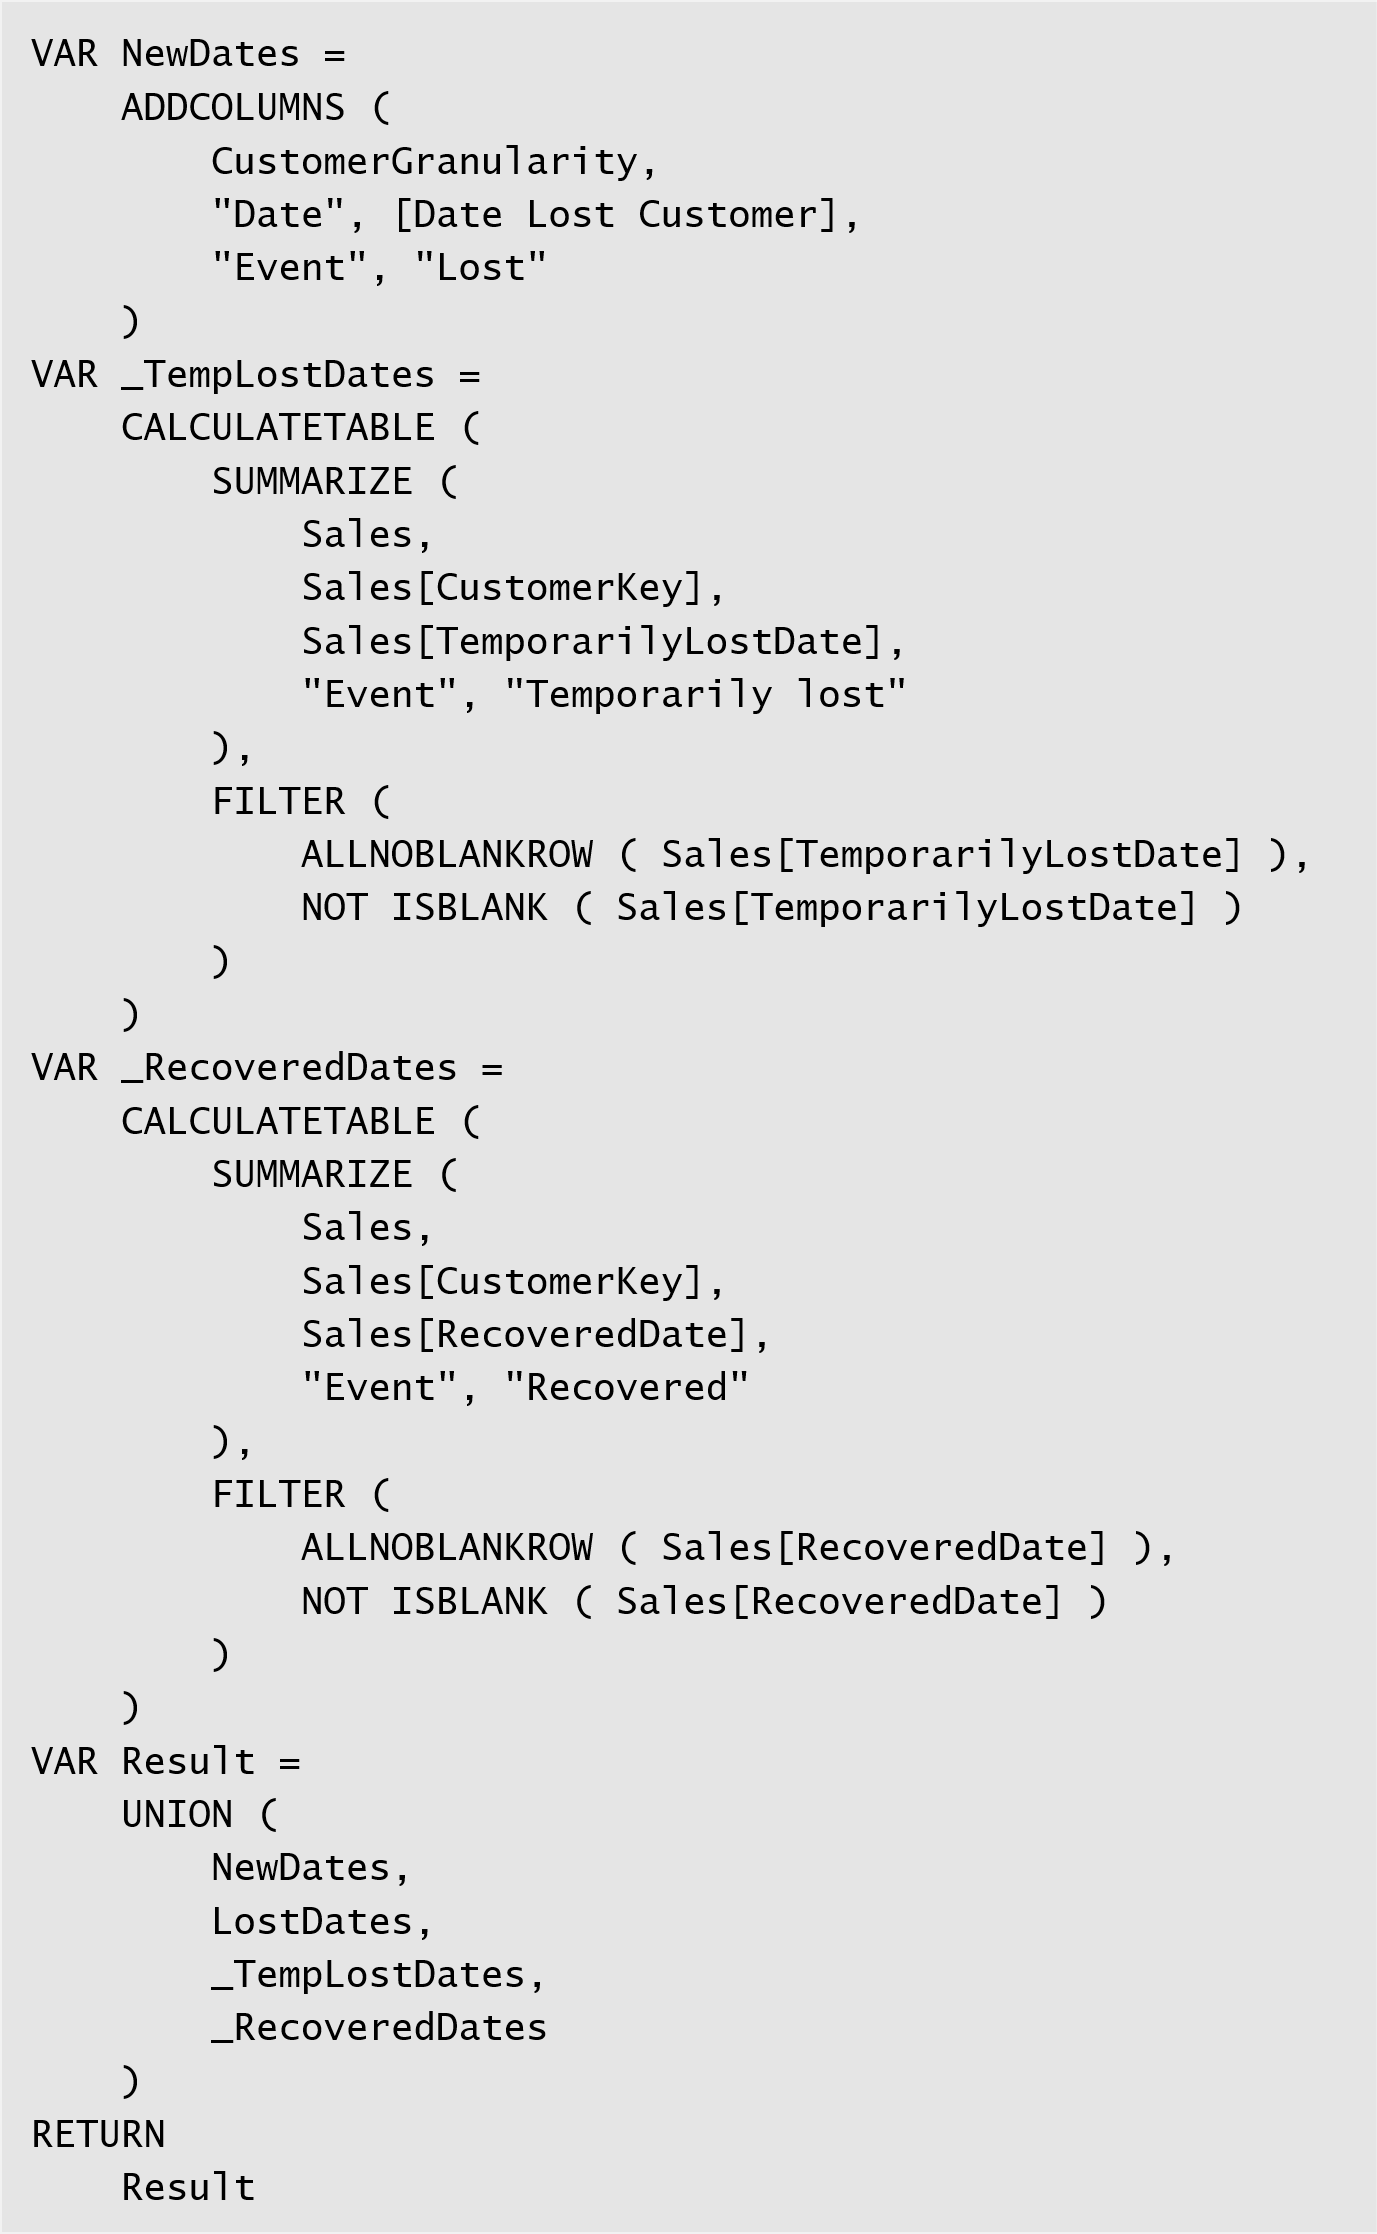 VAR NewDates =
    ADDCOLUMNS (
        CustomerGranularity,
        "Date", [Date Lost Customer],
        "Event", "Lost"
    )
VAR _TempLostDates =
    CALCULATETABLE (
        SUMMARIZE (
            Sales,
            Sales[CustomerKey],
            Sales[TemporarilyLostDate],
            "Event", "Temporarily lost"
        ),
        FILTER (
            ALLNOBLANKROW ( Sales[TemporarilyLostDate] ),
            NOT ISBLANK ( Sales[TemporarilyLostDate] )
        )
    )
VAR _RecoveredDates =
    CALCULATETABLE (
        SUMMARIZE (
            Sales,
            Sales[CustomerKey],
            Sales[RecoveredDate],
            "Event", "Recovered"
        ),
        FILTER (
            ALLNOBLANKROW ( Sales[RecoveredDate] ),
            NOT ISBLANK ( Sales[RecoveredDate] )
        )
    )
VAR Result =
    UNION (
        NewDates,
        LostDates,
        _TempLostDates,
        _RecoveredDates
    )
RETURN
    Result